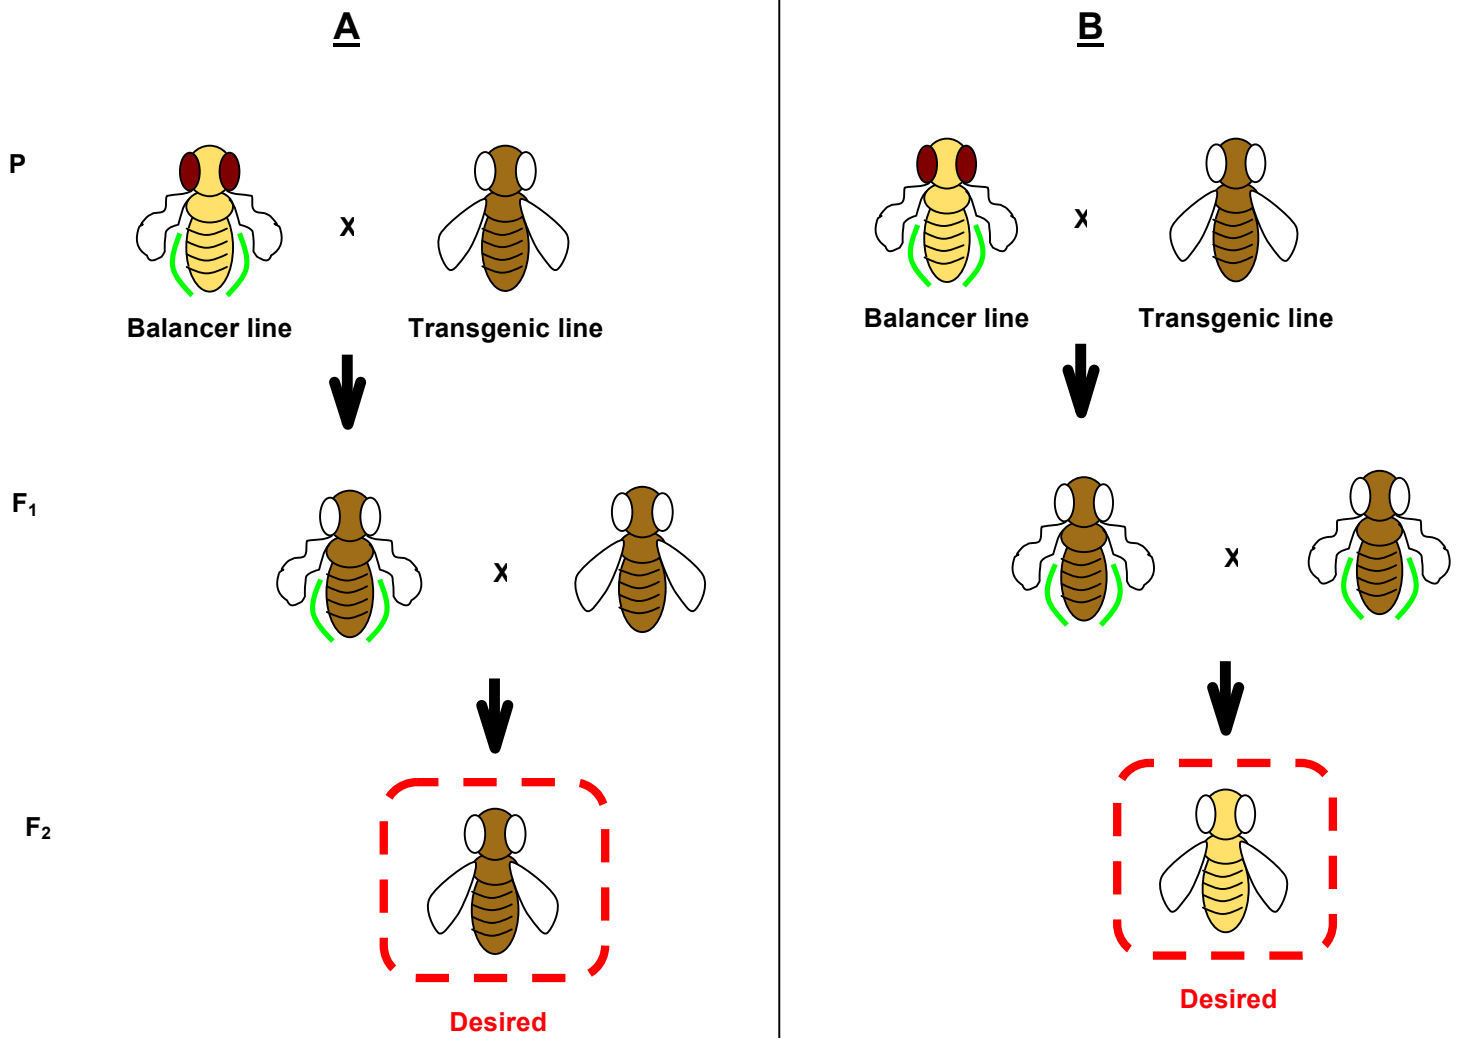 A
B
P
x
x
Balancer line
Transgenic line
Balancer line
Transgenic line
F₁
x
x
F₂
Desired
Desired